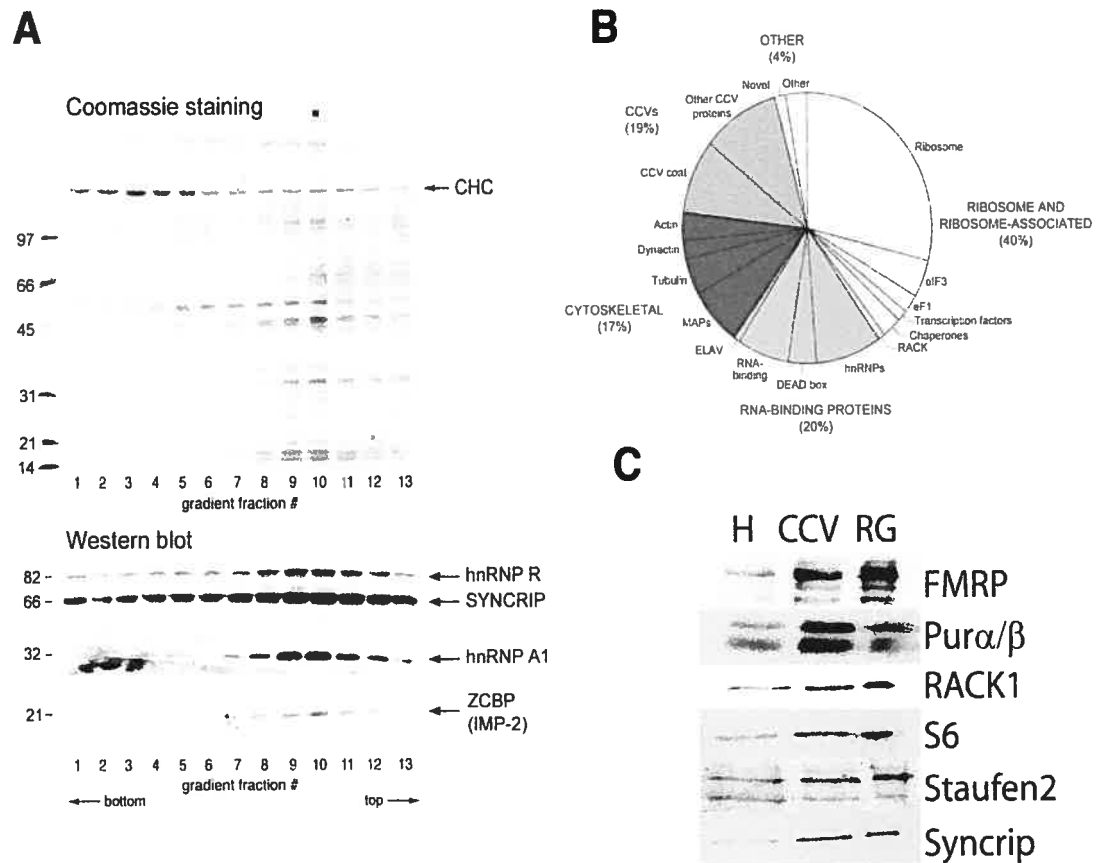 A
Coomassie staining
CHC
97
66
45
31
21
14
1 2 3 4 5 6 7 8 9 10 11 12 13
gradient fraction #
Western blot
82
hnRNP R
66
SYNCRIP
32
hnRNP A1
21
ZCBP
(IMP-2)
1 2 3 4 5 6 7 8 9 10 11 12 13
gradient fraction #
bottom
top
B
OTHER
(4%)
Novel
Other
Other CCV
proteins
CCVs
(19%)
CCV coat
Actin
Dynactin
Tubulin
CYTOSKELETAL
(17%)
MAPs
ELAV
RNA-
binding
DEAD box
hnRNPs
RNA-BINDING PROTEINS
(20%)
RACK
Chaperones
Transcription factors
eF1
eIF3
RIBOSOME AND
RIBOSOME-ASSOCIATED
(40%)
Ribosome
C
H CCV RG
FMRP
Purα/β
RACK1
S6
Staufen2
Syncrip